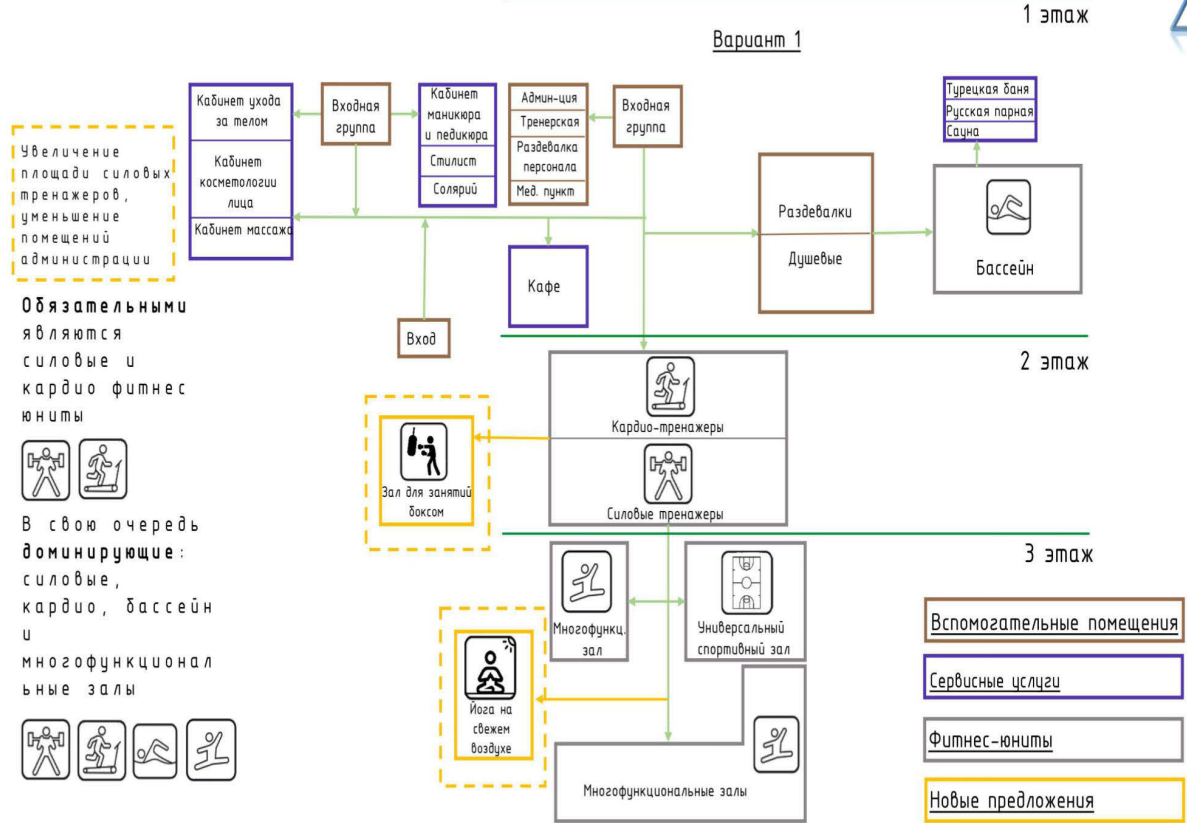 1 этаж
Вариант 1
Кабинет ухода
за телом
Кабинет
косметологии
лица
Кабинет массажа
Входная
группа
Кабинет
маникюра
и педикюра
Стилист
Солярий
Админ-ция
Тренерская
Раздевалка
персонала
Мед. пункт
Входная
группа
Турецкая баня
Русская парная
Сауна
Увеличение
площади силовых
тренажеров,
уменьшение
помещений
администрации
Раздевалки
Душевые
Бассейн
Кафе
Вход
Обязательными
являются
силовые и
кардио фитнес
юниты
2 этаж
Кардио-тренажеры
Силовые тренажеры
Зал для занятий
боксом
В свою очередь
доминирующие:
силовые,
кардио, бассейн
и
многофункционал
ьные залы
3 этаж
Многофункц.
зал
Универсальный
спортивный зал
Йога на
свежем
воздухе
Многофункциональные залы
Вспомогательные помещения
Сервисные услуги
Фитнес-юниты
Новые предложения